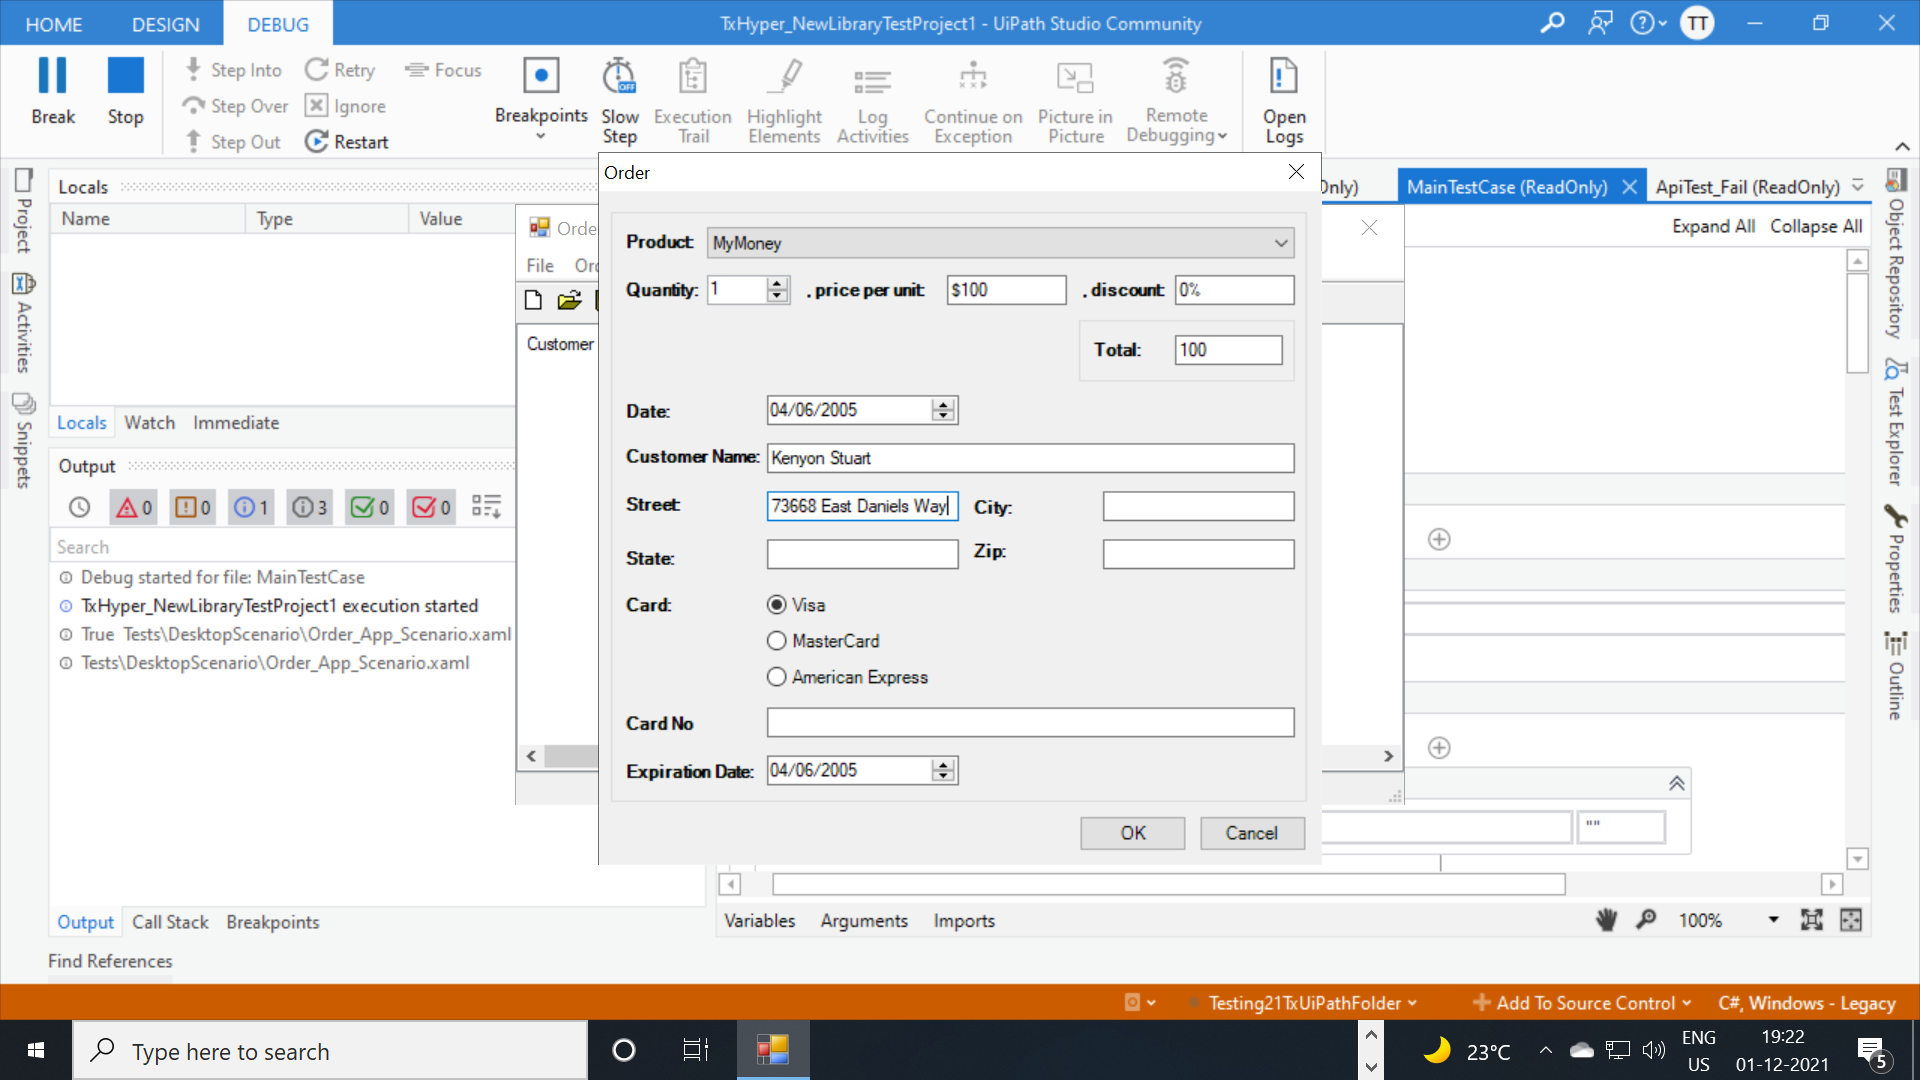 HOME DESIGN DEBUG TxHyper_NewLibraryTestProject1 - UiPath Studio Community TT
Break Stop
Step Into Retry Focus
Step Over Ignore
Step Out Restart
Breakpoints
Slow Step OFF
Execution Trail
Highlight Elements
Log Activities
Continue on Exception
Picture in Picture
Remote Debugging
Open Logs
Project
Activities
Snippets
Locals
Name Type Value
Locals Watch Immediate
Output
0 0 1 3 0 0
Search
Debug started for file: MainTestCase
TxHyper_NewLibraryTestProject1 execution started
True Tests\DesktopScenario\Order_App_Scenario.xaml
Tests\DesktopScenario\Order_App_Scenario.xaml
Output Call Stack Breakpoints
Find References
Orde
File Ord
Customer
Order
Product: MyMoney
Quantity: 1 , price per unit: $100 , discount: 0%
Total: 100
Date: 04/06/2005
Customer Name: Kenyon Stuart
Street: 73668 East Daniels Way City:
State: Zip:
Card: Visa
MasterCard
American Express
Card No
Expiration Date: 04/06/2005
OK Cancel
Only) MainTestCase (ReadOnly) ApiTest_Fail (ReadOnly)
Expand All Collapse All
""
Object Repository
Test Explorer
Properties
Outline
Variables Arguments Imports 100%
Testing21TxUiPathFolder Add To Source Control C#, Windows - Legacy
Type here to search
23°C ENG US 19:22 01-12-2021 5